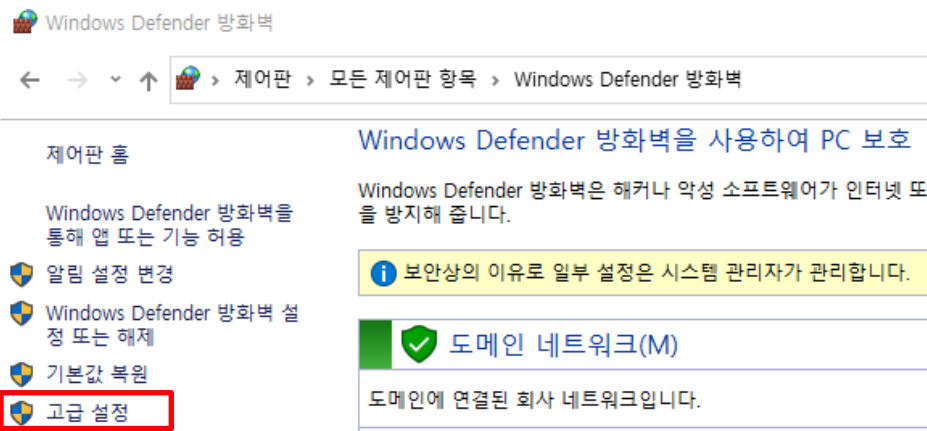 Windows Defender 방화벽
제어판 › 모든 제어판 항목 › Windows Defender 방화벽
제어판 홈
Windows Defender 방화벽을
통해 앱 또는 기능 허용
알림 설정 변경
Windows Defender 방화벽 설
정 또는 해제
기본값 복원
고급 설정
Windows Defender 방화벽을 사용하여 PC 보호
Windows Defender 방화벽은 해커나 악성 소프트웨어가 인터넷 또
을 방지해 줍니다.
보안상의 이유로 일부 설정은 시스템 관리자가 관리합니다.
도메인 네트워크(M)
도메인에 연결된 회사 네트워크입니다.